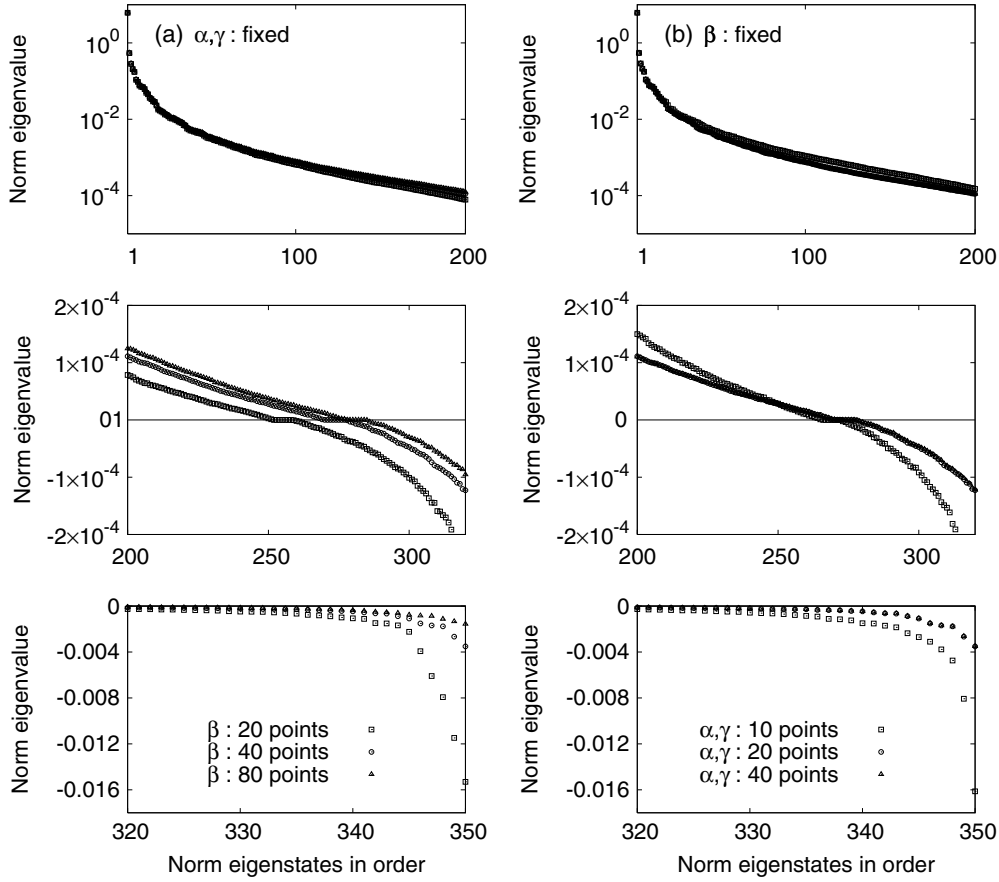 (a) α,γ : fixed
Norm eigenvalue
10⁰
10⁻²
10⁻⁴
1
100
200
(b) β : fixed
Norm eigenvalue
10⁰
10⁻²
10⁻⁴
1
100
200
Norm eigenvalue
2×10⁻⁴
1×10⁻⁴
01
-1×10⁻⁴
-2×10⁻⁴
200
250
300
Norm eigenvalue
2×10⁻⁴
1×10⁻⁴
0
-1×10⁻⁴
-2×10⁻⁴
200
250
300
Norm eigenvalue
0
-0.004
-0.008
-0.012
-0.016
β : 20 points
β : 40 points
β : 80 points
320
330
340
350
Norm eigenstates in order
Norm eigenvalue
0
-0.004
-0.008
-0.012
-0.016
α,γ : 10 points
α,γ : 20 points
α,γ : 40 points
320
330
340
350
Norm eigenstates in order